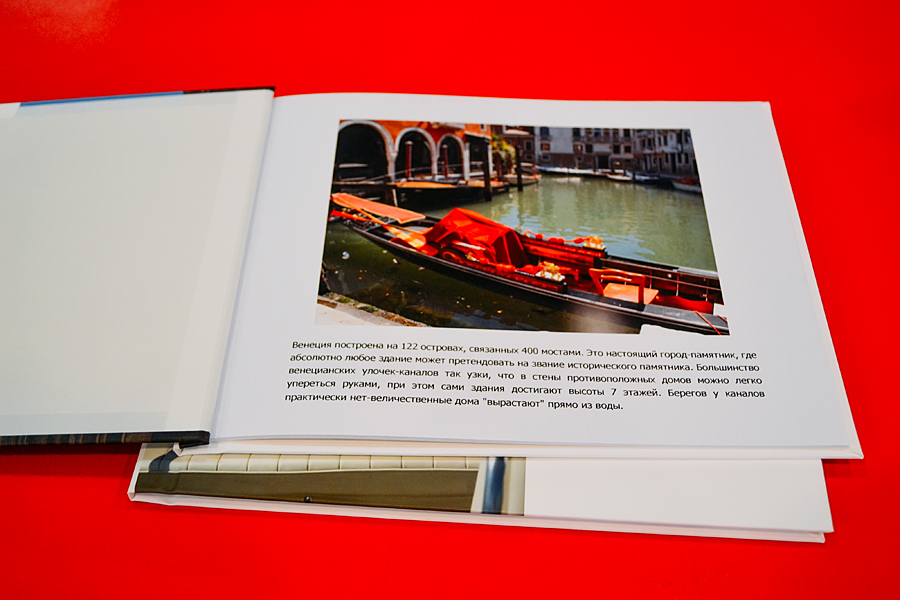 Венеция построена на 122 островах, связанных 400 мостами. Это настоящий город-памятник, где
абсолютно любое здание может претендовать на звание исторического памятника. Большинство
венецианских улочек-каналов так узки, что в стены противоположных домов можно легко
упереться руками, при этом сами здания достигают высоты 7 этажей. Берегов у каналов
практически нет-величественные дома "вырастают" прямо из воды.